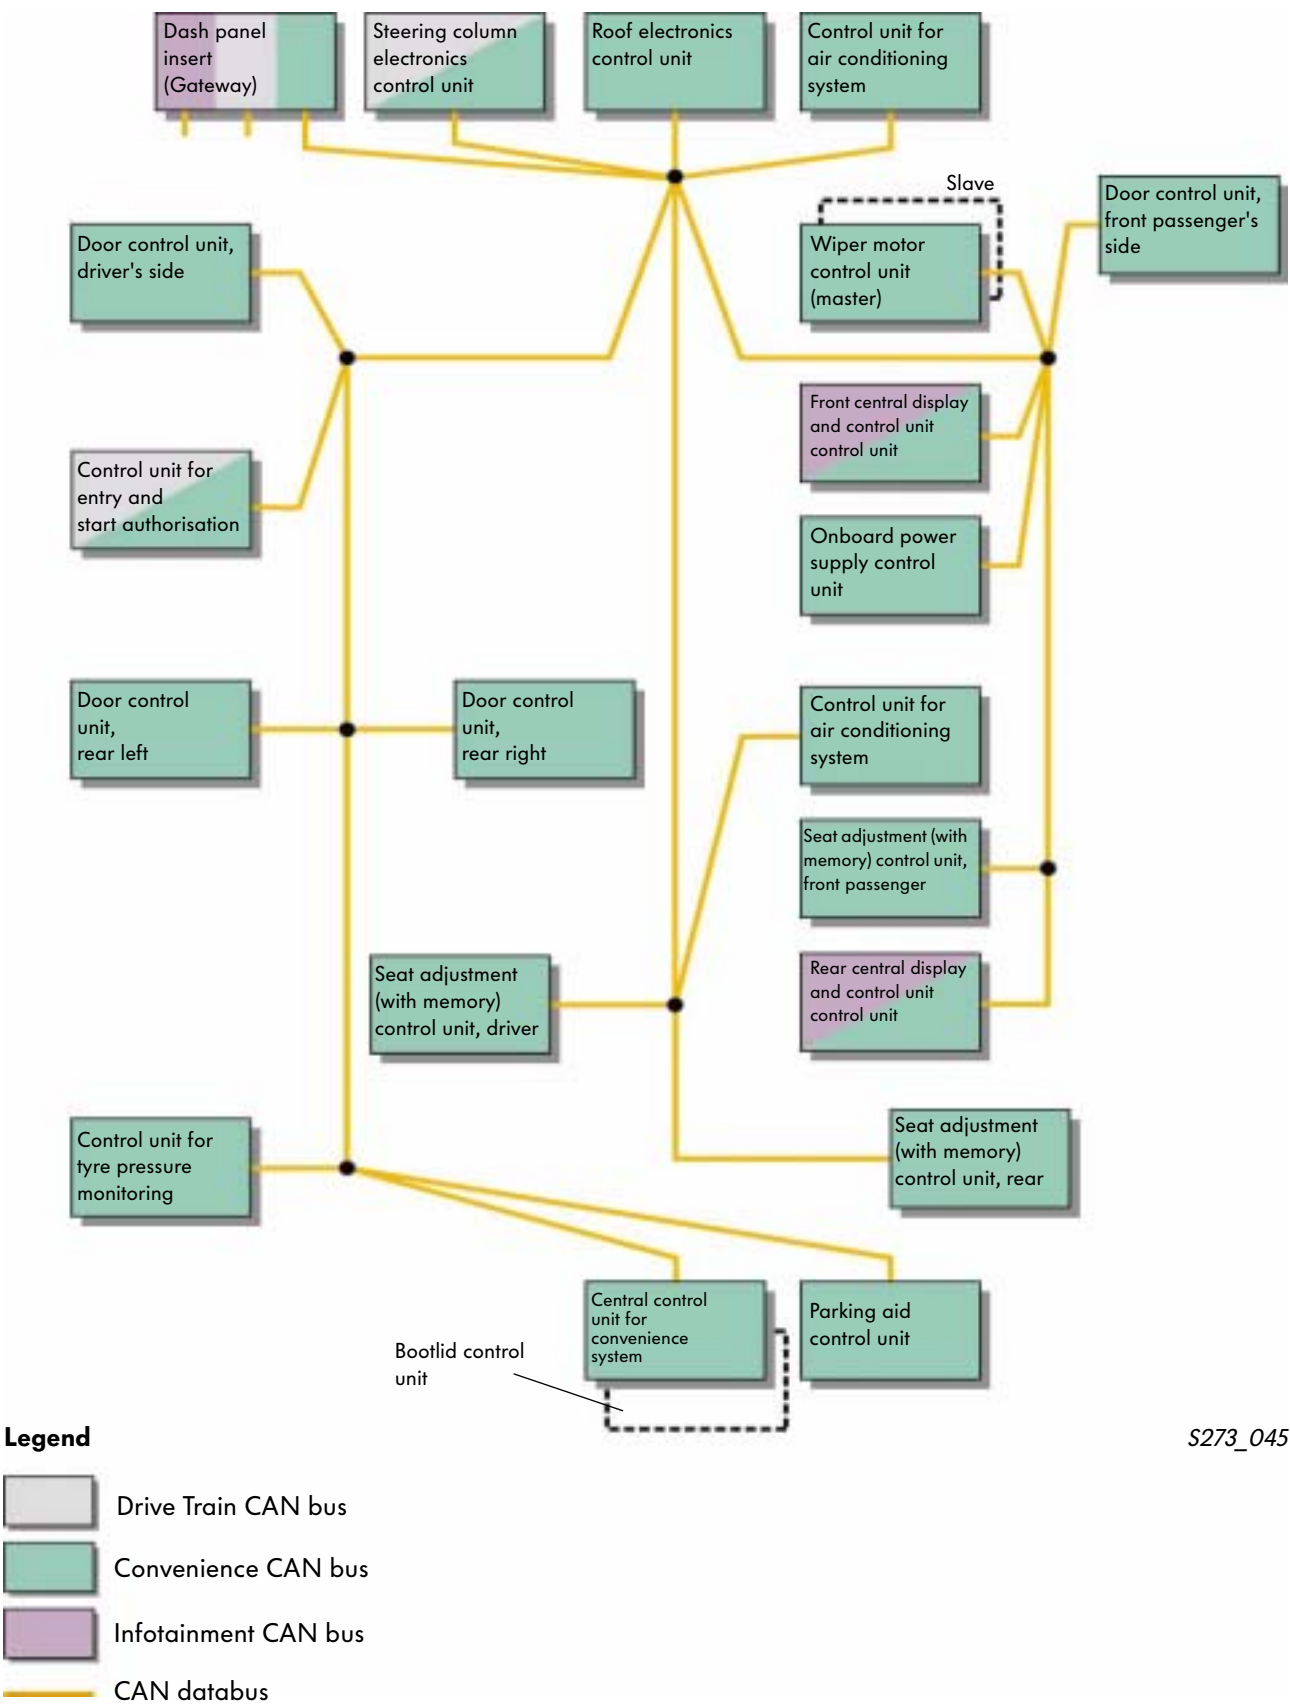 Dash panel
insert
(Gateway)
Steering column
electronics
control unit
Roof electronics
control unit
Control unit for
air conditioning
system
Slave
Door control unit,
front passenger's
side
Door control unit,
driver's side
Wiper motor
control unit
(master)
Front central display
and control unit
control unit
Control unit for
entry and
start authorisation
Onboard power
supply control
unit
Door control
unit,
rear left
Door control
unit,
rear right
Control unit for
air conditioning
system
Seat adjustment (with
memory) control unit,
front passenger
Seat adjustment
(with memory)
control unit, driver
Rear central display
and control unit
control unit
Control unit for
tyre pressure
monitoring
Seat adjustment
(with memory)
control unit, rear
Central control
unit for
convenience
system
Parking aid
control unit
Bootlid control
unit
Legend
S273_045
Drive Train CAN bus
Convenience CAN bus
Infotainment CAN bus
CAN databus